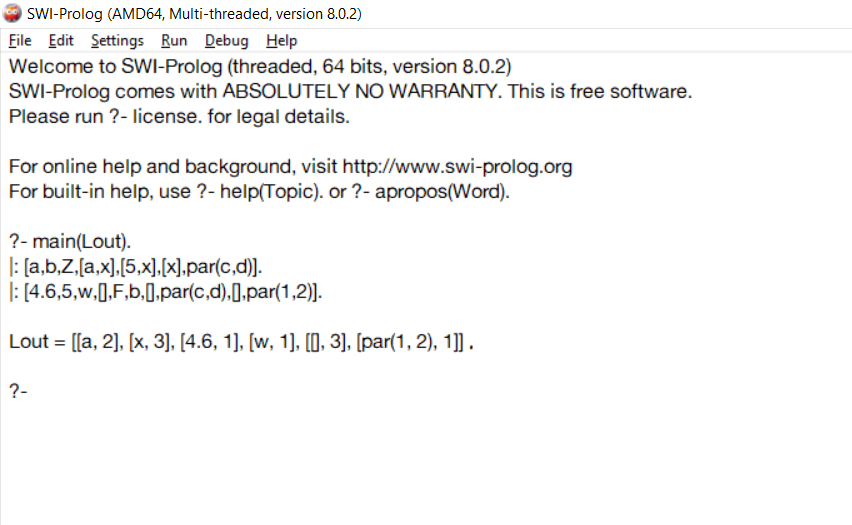 SWI-Prolog (AMD64, Multi-threaded, version 8.0.2)
File Edit Settings Run Debug Help
Welcome to SWI-Prolog (threaded, 64 bits, version 8.0.2)
SWI-Prolog comes with ABSOLUTELY NO WARRANTY. This is free software.
Please run ?- license. for legal details.
For online help and background, visit http://www.swi-prolog.org
For built-in help, use ?- help(Topic). or ?- apropos(Word).
?- main(Lout).
|: [a,b,Z,[a,x],[5,x],[x],par(c,d)].
|: [4.6,5,w,[],F,b,[],par(c,d),[],par(1,2)].
Lout = [[a, 2], [x, 3], [4.6, 1], [w, 1], [[], 3], [par(1, 2), 1]] .
?-